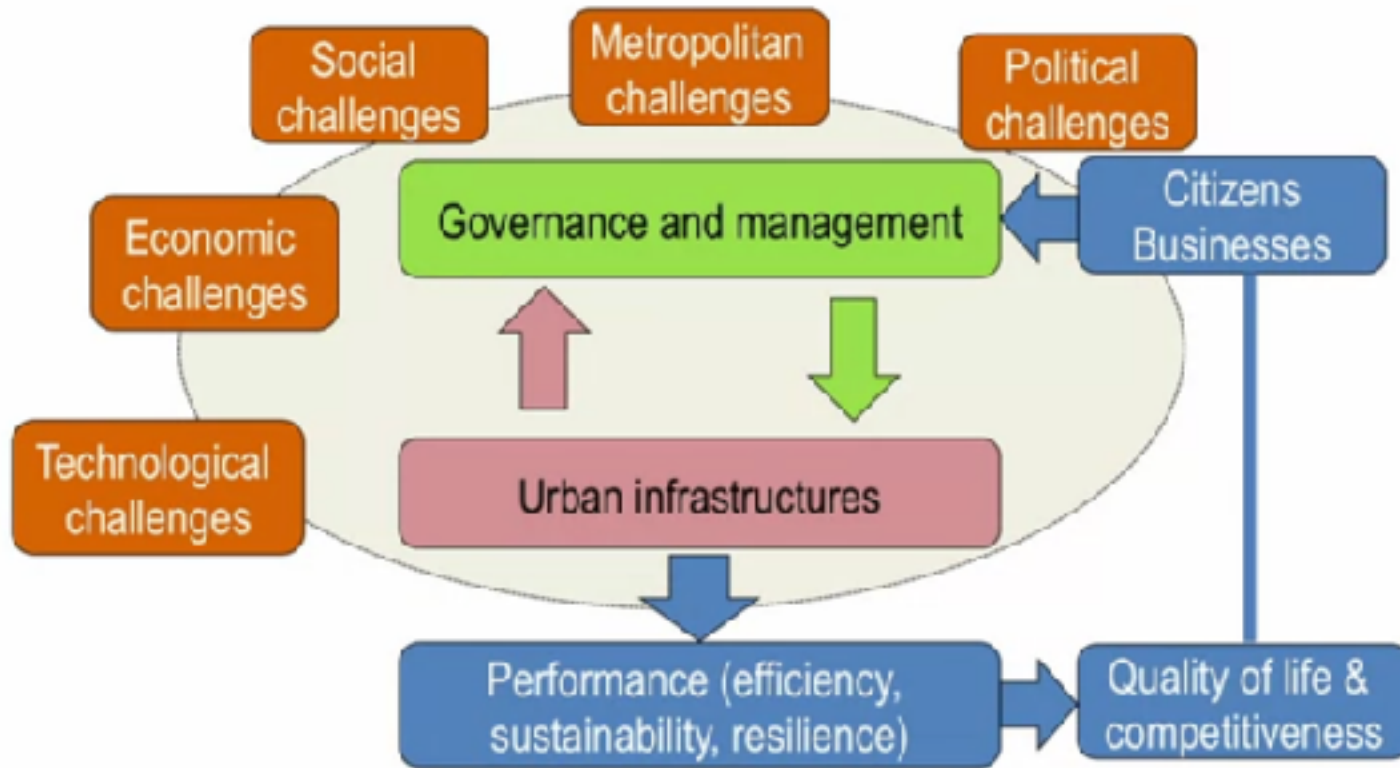 Social
challenges
Metropolitan
challenges
Political
challenges
Economic
challenges
Governance and management
Citizens
Businesses
Technological
challenges
Urban infrastructures
Performance (efficiency,
sustainability, resilience)
Quality of life &
competitiveness